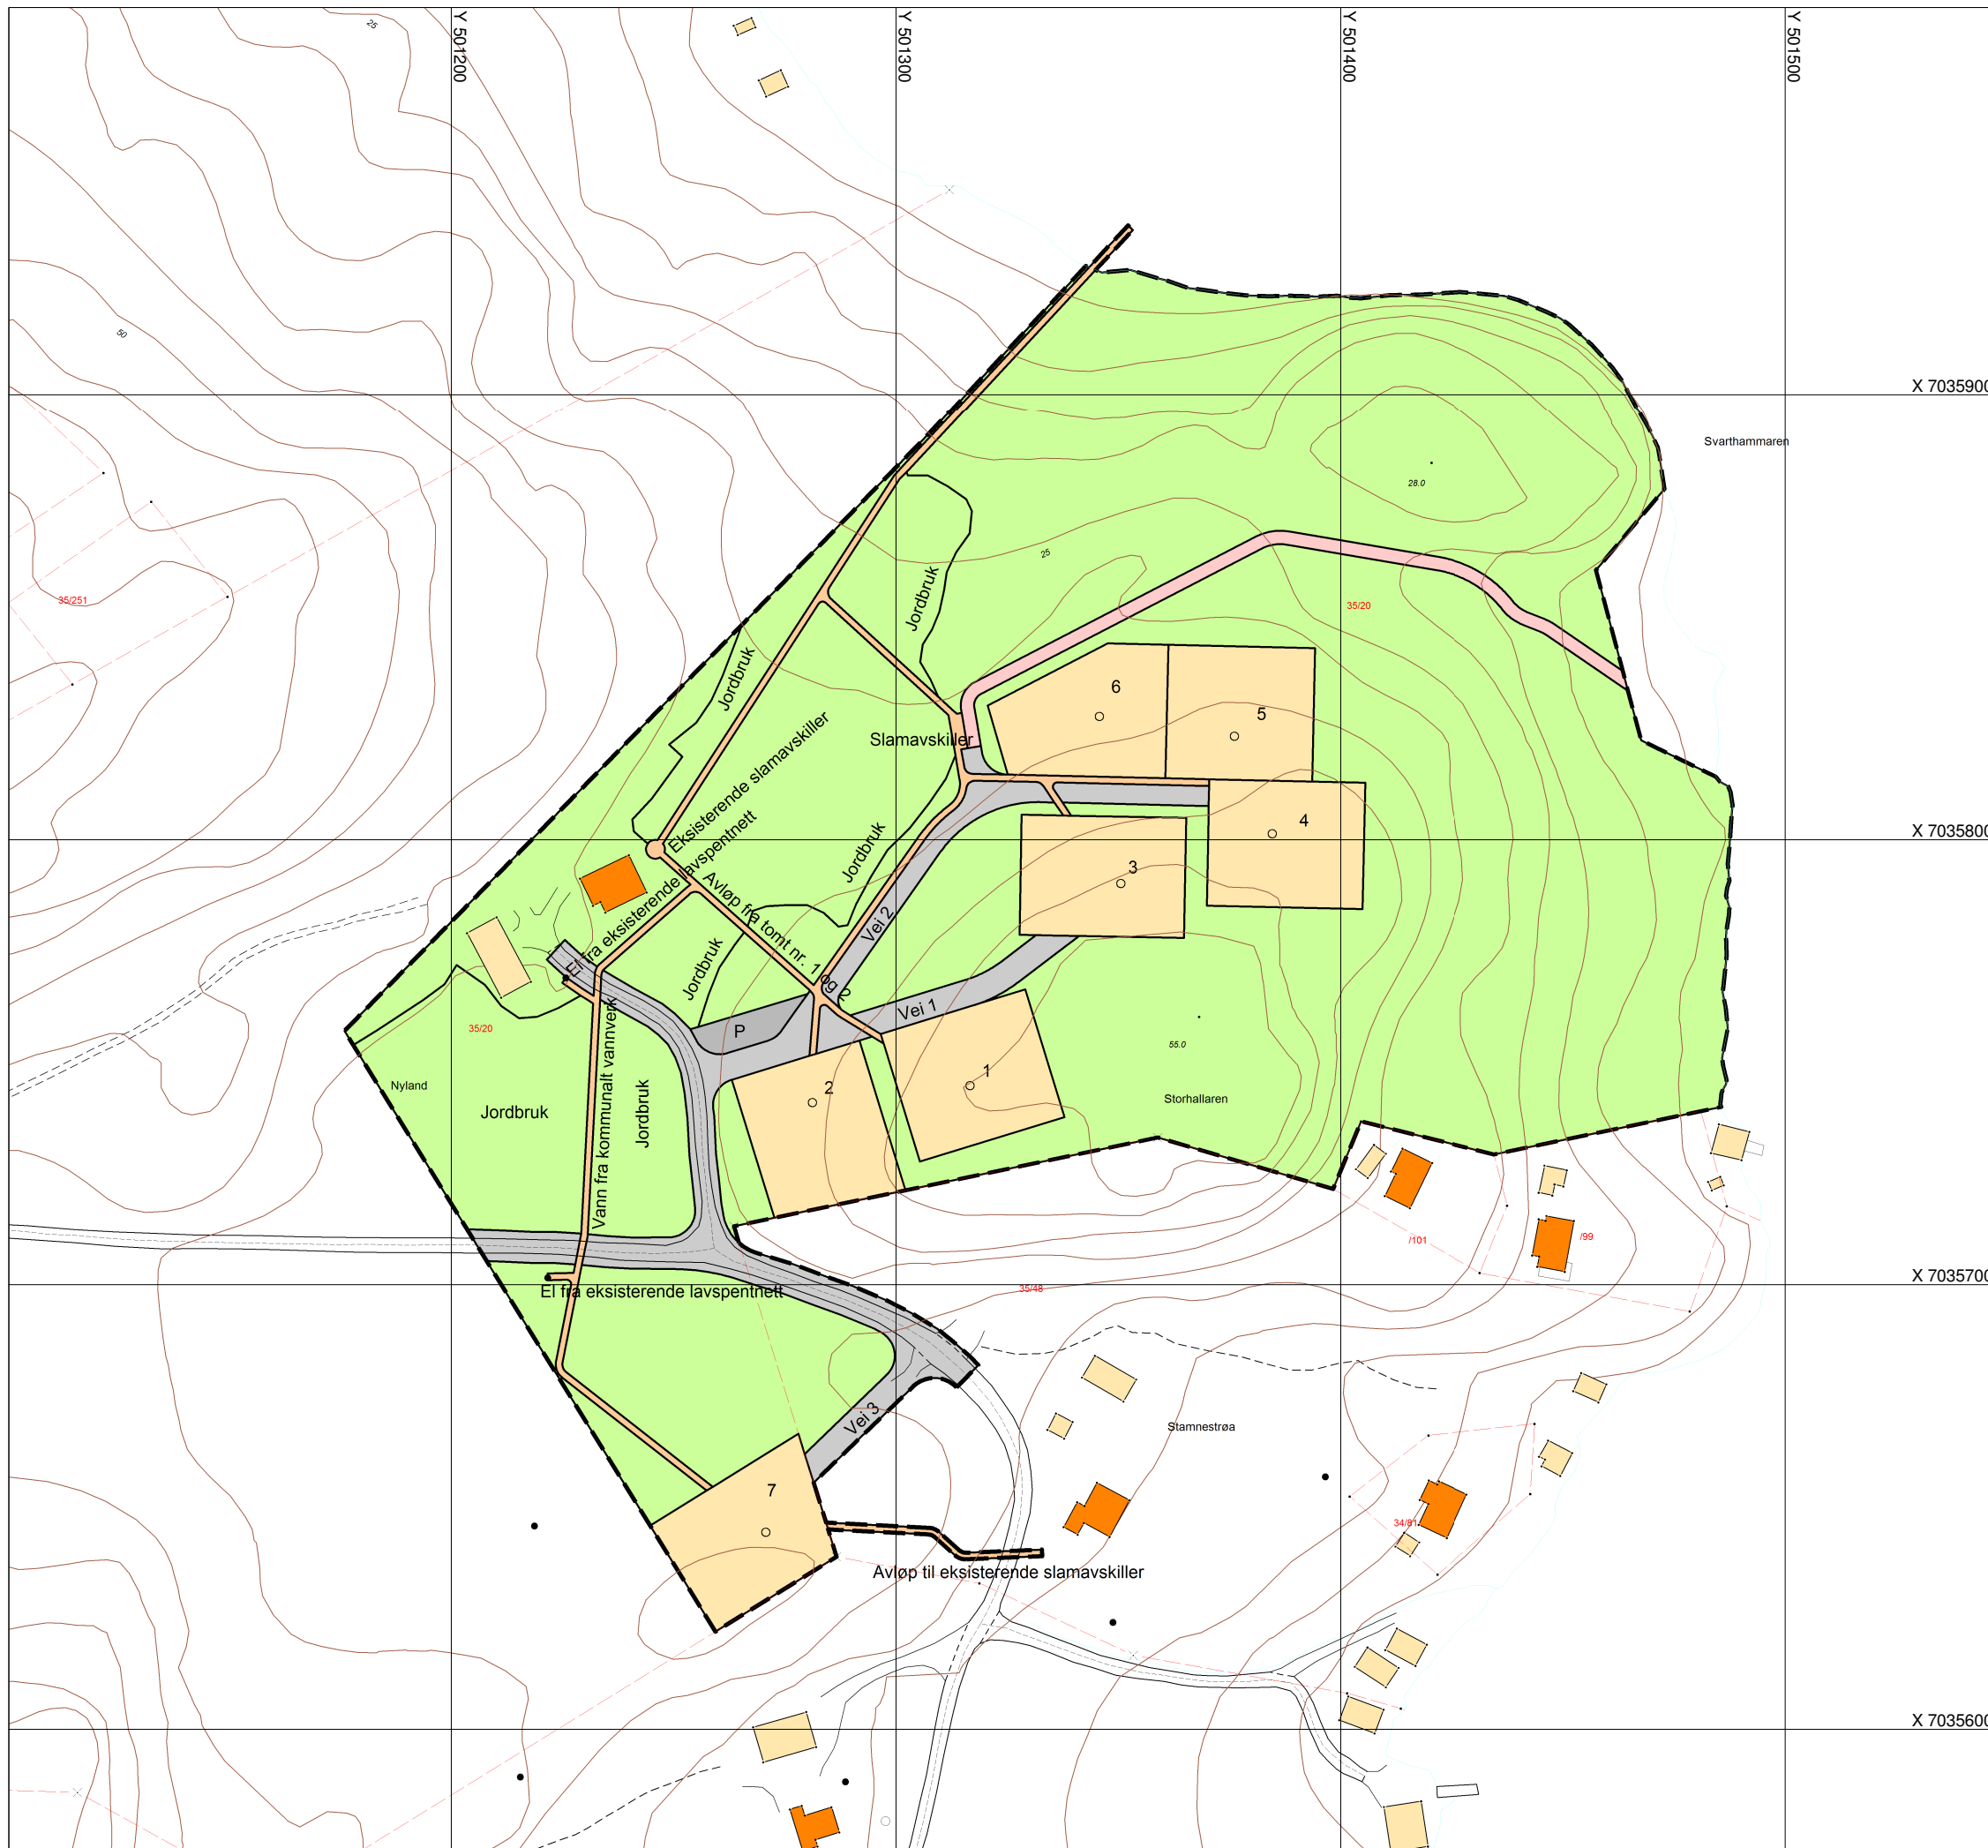 Y 501200
Y 501300
Y 501400
Y 501500
25
50
X 7035900
Svarthammaren
28.0
25
35/251
35/20
Jordbruk
Jordbruk
6
5
Slamavskiller
Eksisterende slamavskiller
El fra eksisterende lavspentnett
X 7035800
4
3
Jordbruk
Avløp fra tomt nr. 1 og 2
Vei 2
Jordbruk
Vei 1
P
35/20
Vann fra kommunalt vannverk
55.0
Nyland
1
2
Storhallaren
Jordbruk
Jordbruk
/101
/99
X 7035700
35/48
El fra eksisterende lavspentnett
Vei 3
Stamnestrøa
7
34/81
Avløp til eksisterende slamavskiller
X 7035600